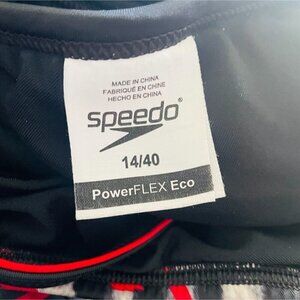 MADE IN CHINA
FABRIQUÉ EN CHINE
HECHO EN CHINA
speedo®
14/40
PowerFLEX Eco